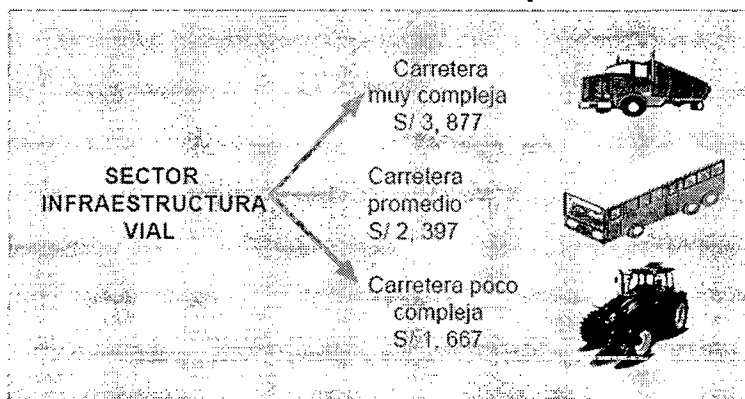 Carretera
muy compleja
S/ 3, 877
SECTOR
INFRAESTRUCTURA
VIAL
Carretera
promedio
S/ 2, 397
Carretera poco
compleja
S/ 1, 667